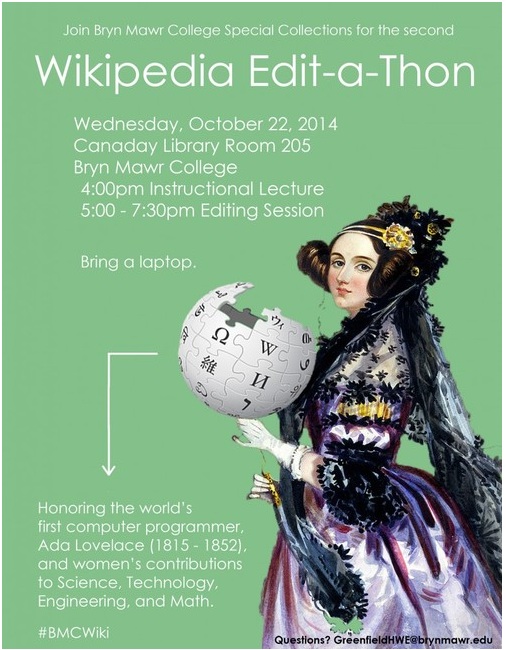 Join Bryn Mawr College Special Collections for the second
Wikipedia Edit-a-Thon
Wednesday, October 22, 2014
Canaday Library Room 205
Bryn Mawr College
4:00pm Instructional Lecture
5:00 - 7:30pm Editing Session
Bring a laptop.
Ω
W
維
И
7
Honoring the world's
first computer programmer,
Ada Lovelace (1815 - 1852),
and women's contributions
to Science, Technology,
Engineering, and Math.
#BMCWiki
Questions? GreenfieldHWE@brynmawr.edu